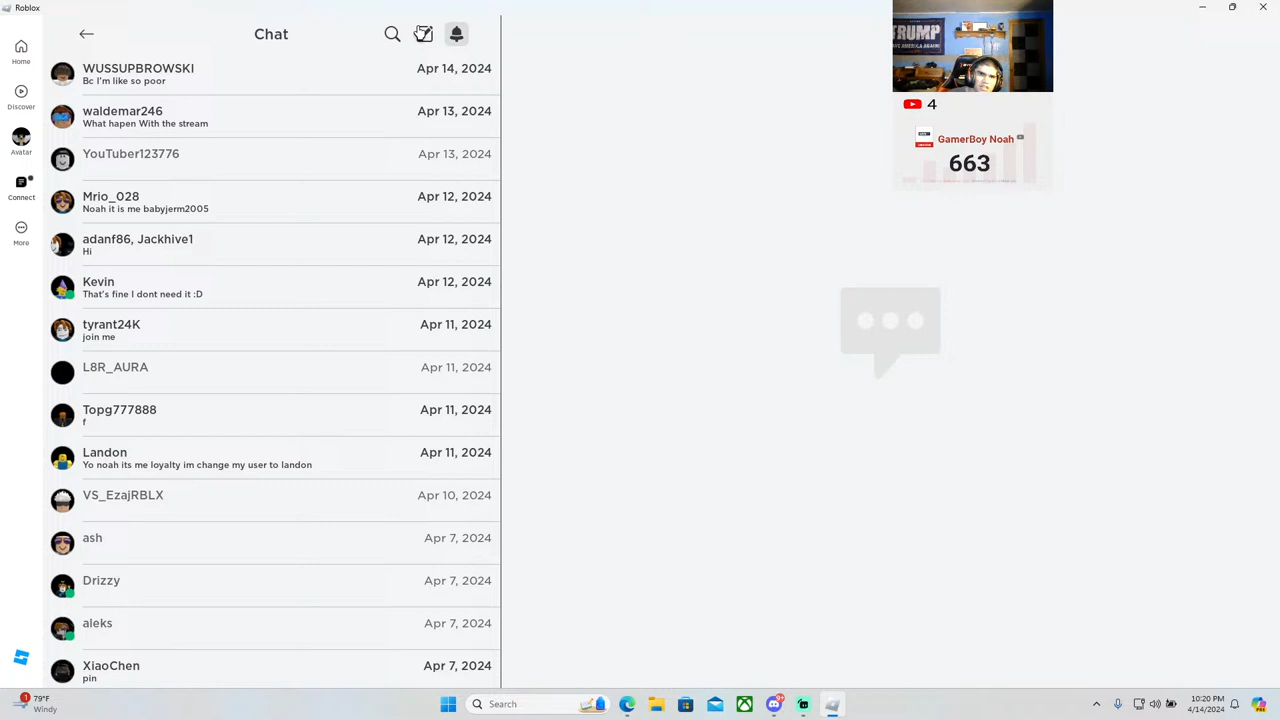 Roblox
Chat
Home
Discover
Avatar
Connect
More
WUSSUPBROWSKI Apr 14, 2024
Bc I'm like so poor
waldemar246 Apr 13, 2024
What happen With the stream
YouTuber123776 Apr 13, 2024
Mrio_028 Apr 12, 2024
Noah it is me babyjerm2005
adanf86, Jackhive1 Apr 12, 2024
Hi
Kevin Apr 12, 2024
That's fine I dont need it :D
tyrant24K Apr 11, 2024
join me
L8R_AURA Apr 11, 2024
Topg777888 Apr 11, 2024
f
Landon Apr 11, 2024
Yo noah its me loyalty im change my user to landon
VS_EzajRBLX Apr 10, 2024
ash Apr 7, 2024
Drizzy Apr 7, 2024
aleks Apr 7, 2024
XiaoChen Apr 7, 2024
pin
TRUMP
4
GamerBoy Noah
663
1
79°F
Windy
Search
9+
10:20 PM
4/14/2024